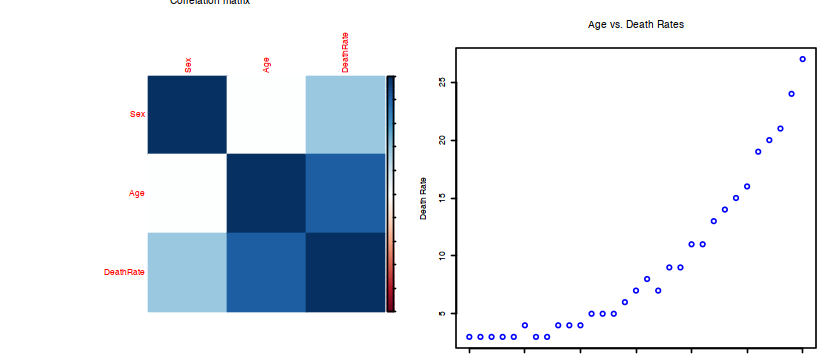 Correlation matrix
Sex
Age
DeathRate
Sex
Age
DeathRate
Age vs. Death Rates
Death Rate
25
20
15
10
5